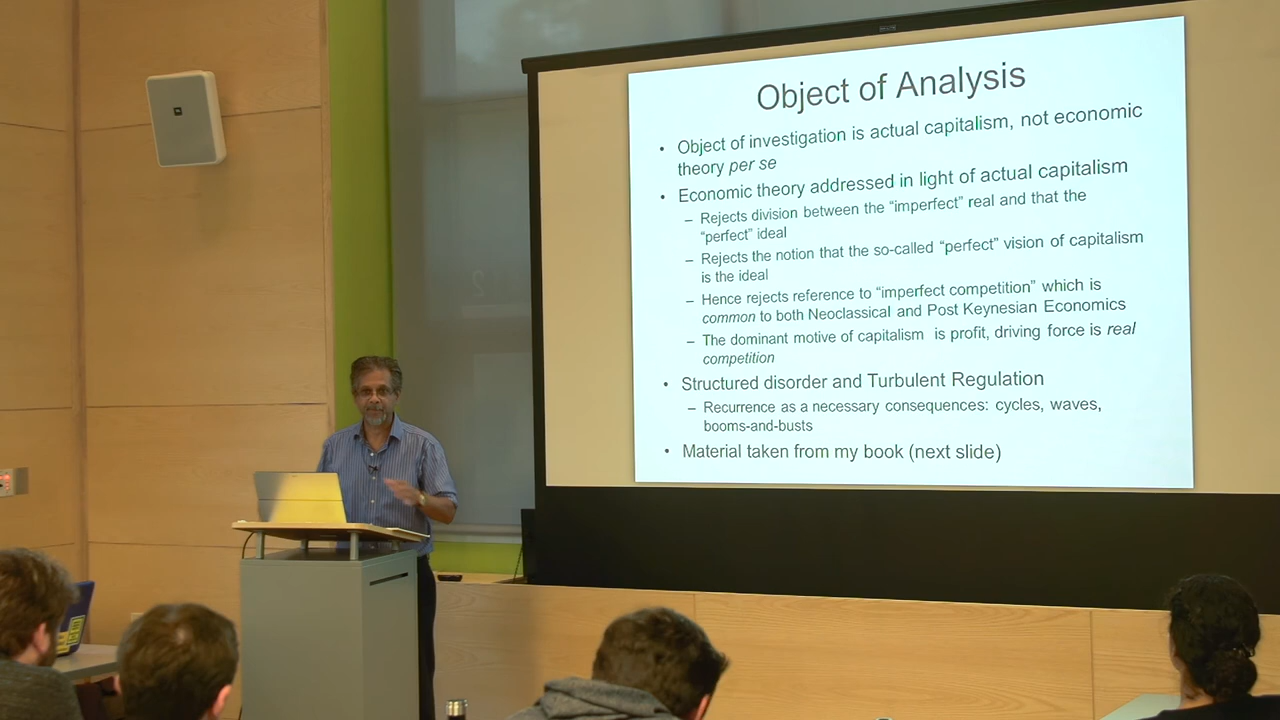 Object of Analysis
• Object of investigation is actual capitalism, not economic
theory per se
• Economic theory addressed in light of actual capitalism
– Rejects division between the “imperfect” real and that the
“perfect” ideal
– Rejects the notion that the so-called “perfect” vision of capitalism
is the ideal
– Hence rejects reference to “imperfect competition” which is
common to both Neoclassical and Post Keynesian Economics
– The dominant motive of capitalism is profit, driving force is real
competition
• Structured disorder and Turbulent Regulation
– Recurrence as a necessary consequences: cycles, waves,
booms-and-busts
• Material taken from my book (next slide)